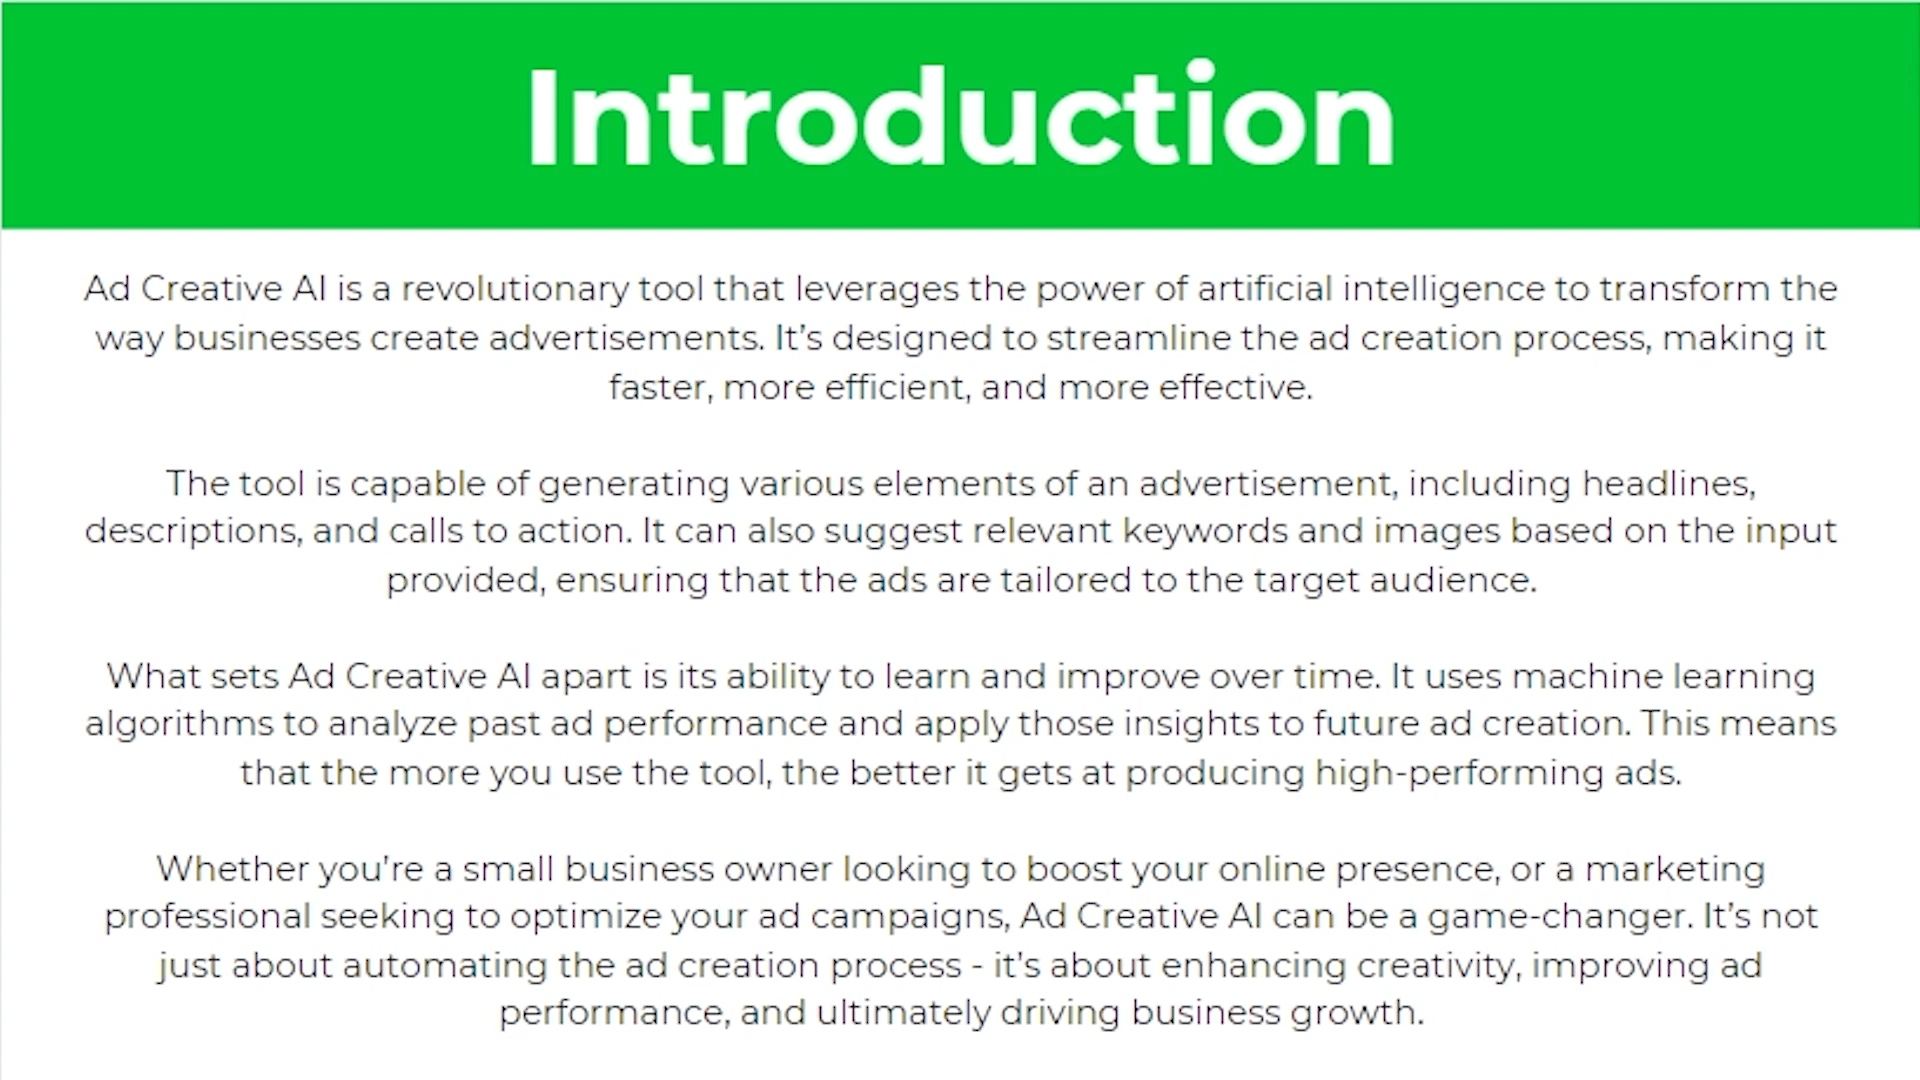 Introduction
Ad Creative AI is a revolutionary tool that leverages the power of artificial intelligence to transform the
way businesses create advertisements. It’s designed to streamline the ad creation process, making it
faster, more efficient, and more effective.
The tool is capable of generating various elements of an advertisement, including headlines,
descriptions, and calls to action. It can also suggest relevant keywords and images based on the input
provided, ensuring that the ads are tailored to the target audience.
What sets Ad Creative AI apart is its ability to learn and improve over time. It uses machine learning
algorithms to analyze past ad performance and apply those insights to future ad creation. This means
that the more you use the tool, the better it gets at producing high-performing ads.
Whether you're a small business owner looking to boost your online presence, or a marketing
professional seeking to optimize your ad campaigns, Ad Creative AI can be a game-changer. It’s not
just about automating the ad creation process - it’s about enhancing creativity, improving ad
performance, and ultimately driving business growth.